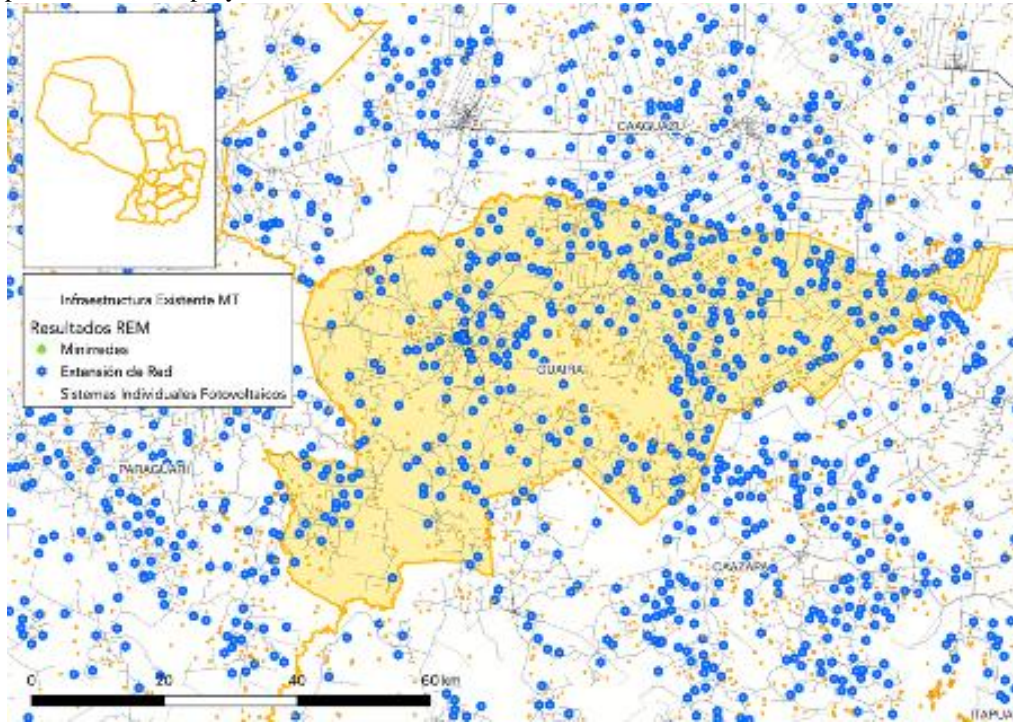 CAAGUAZU
Infraestructura Existente MT
Resultados REM
Minirredes
Extensión de Red
Sistemas Individuales Fotovoltaicos
GUAIRA
PARAGUARI
CAAZAPA
0 20 40 60 km
ITAPUA